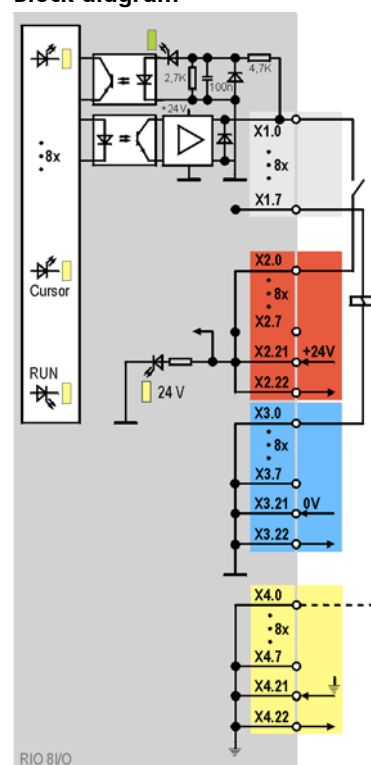 Block diagram
2,7K
100n
4,7K
+24V
8x
X1.0
8x
X1.7
X2.0
Cursor
8x
X2.7
RUN
X2.21 +24V
24 V
X2.22
X3.0
8x
X3.7
X3.21 0V
X3.22
X4.0
8x
X4.7
X4.21
X4.22
RIO 8I/O